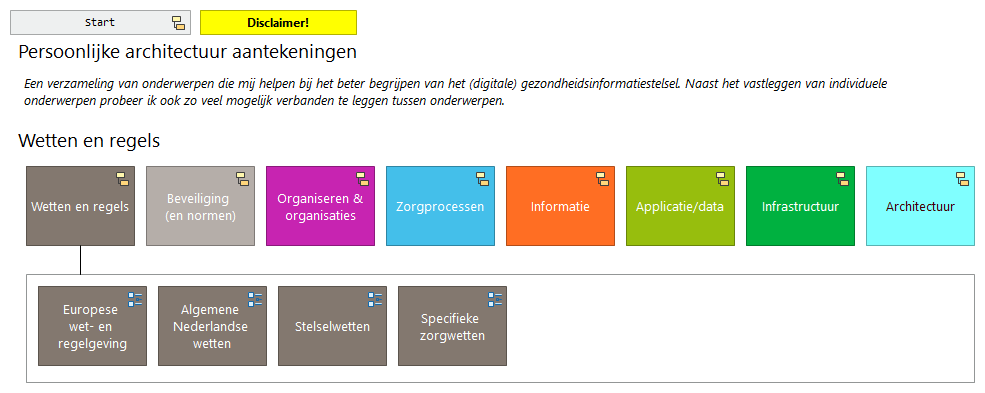 Start
Disclaimer!
Persoonlijke architectuur aantekeningen
Een verzameling van onderwerpen die mij helpen bij het beter begrijpen van het (digitale) gezondheidsinformatiestelsel. Naast het vastleggen van individuele
onderwerpen probeer ik ook zo veel mogelijk verbanden te leggen tussen onderwerpen.
Wetten en regels
Wetten en regels
Beveiliging
(en normen)
Organiseren &
organisaties
Zorgprocessen
Informatie
Applicatie/data
Infrastructuur
Architectuur
Europese
wet- en
regelgeving
Algemene
Nederlandse
wetten
Stelselwetten
Specifieke
zorgwetten